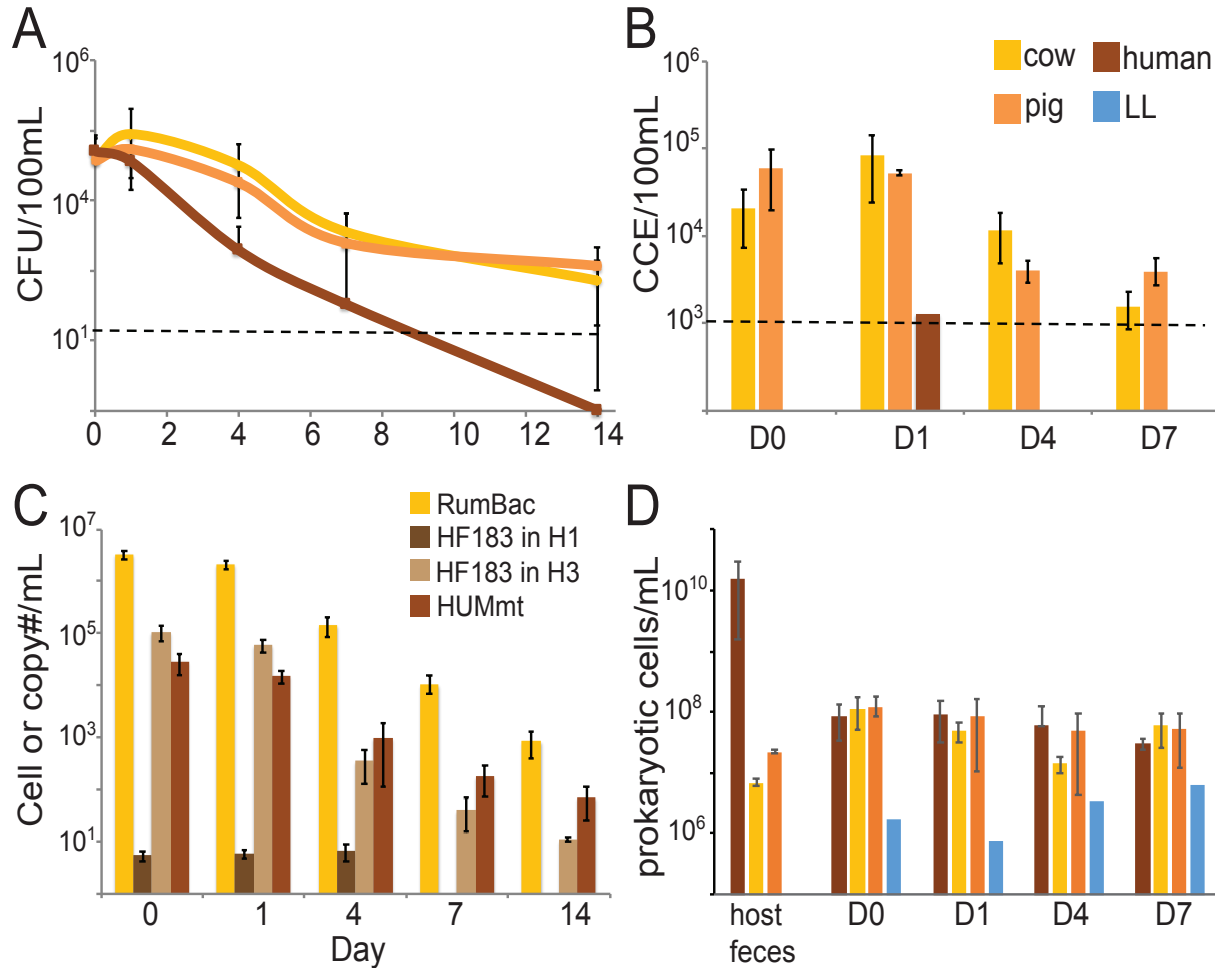 A
CFU/100mL
10^6
10^4
10^1
0 2 4 6 8 10 12 14
B
cow
human
pig
LL
CCE/100mL
10^6
10^5
10^4
10^3
D0 D1 D4 D7
C
RumBac
HF183 in H1
HF183 in H3
HUMmt
Cell or copy#/mL
10^7
10^5
10^3
10^1
0 1 4 7 14
Day
D
prokaryotic cells/mL
10^10
10^8
10^6
host D0 D1 D4 D7
feces